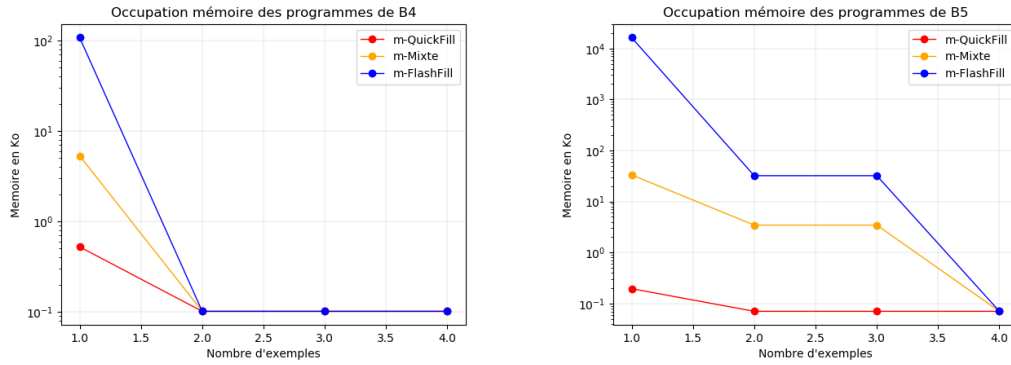 Occupation mémoire des programmes de B4
m-QuickFill
m-Mixte
m-FlashFill
10²
10¹
10⁰
10⁻¹
Memoire en Ko
1.0 1.5 2.0 2.5 3.0 3.5 4.0
Nombre d'exemples
Occupation mémoire des programmes de B5
m-QuickFill
m-Mixte
m-FlashFill
10⁴
10³
10²
10¹
10⁰
10⁻¹
Memoire en Ko
1.0 1.5 2.0 2.5 3.0 3.5 4.0
Nombre d'exemples